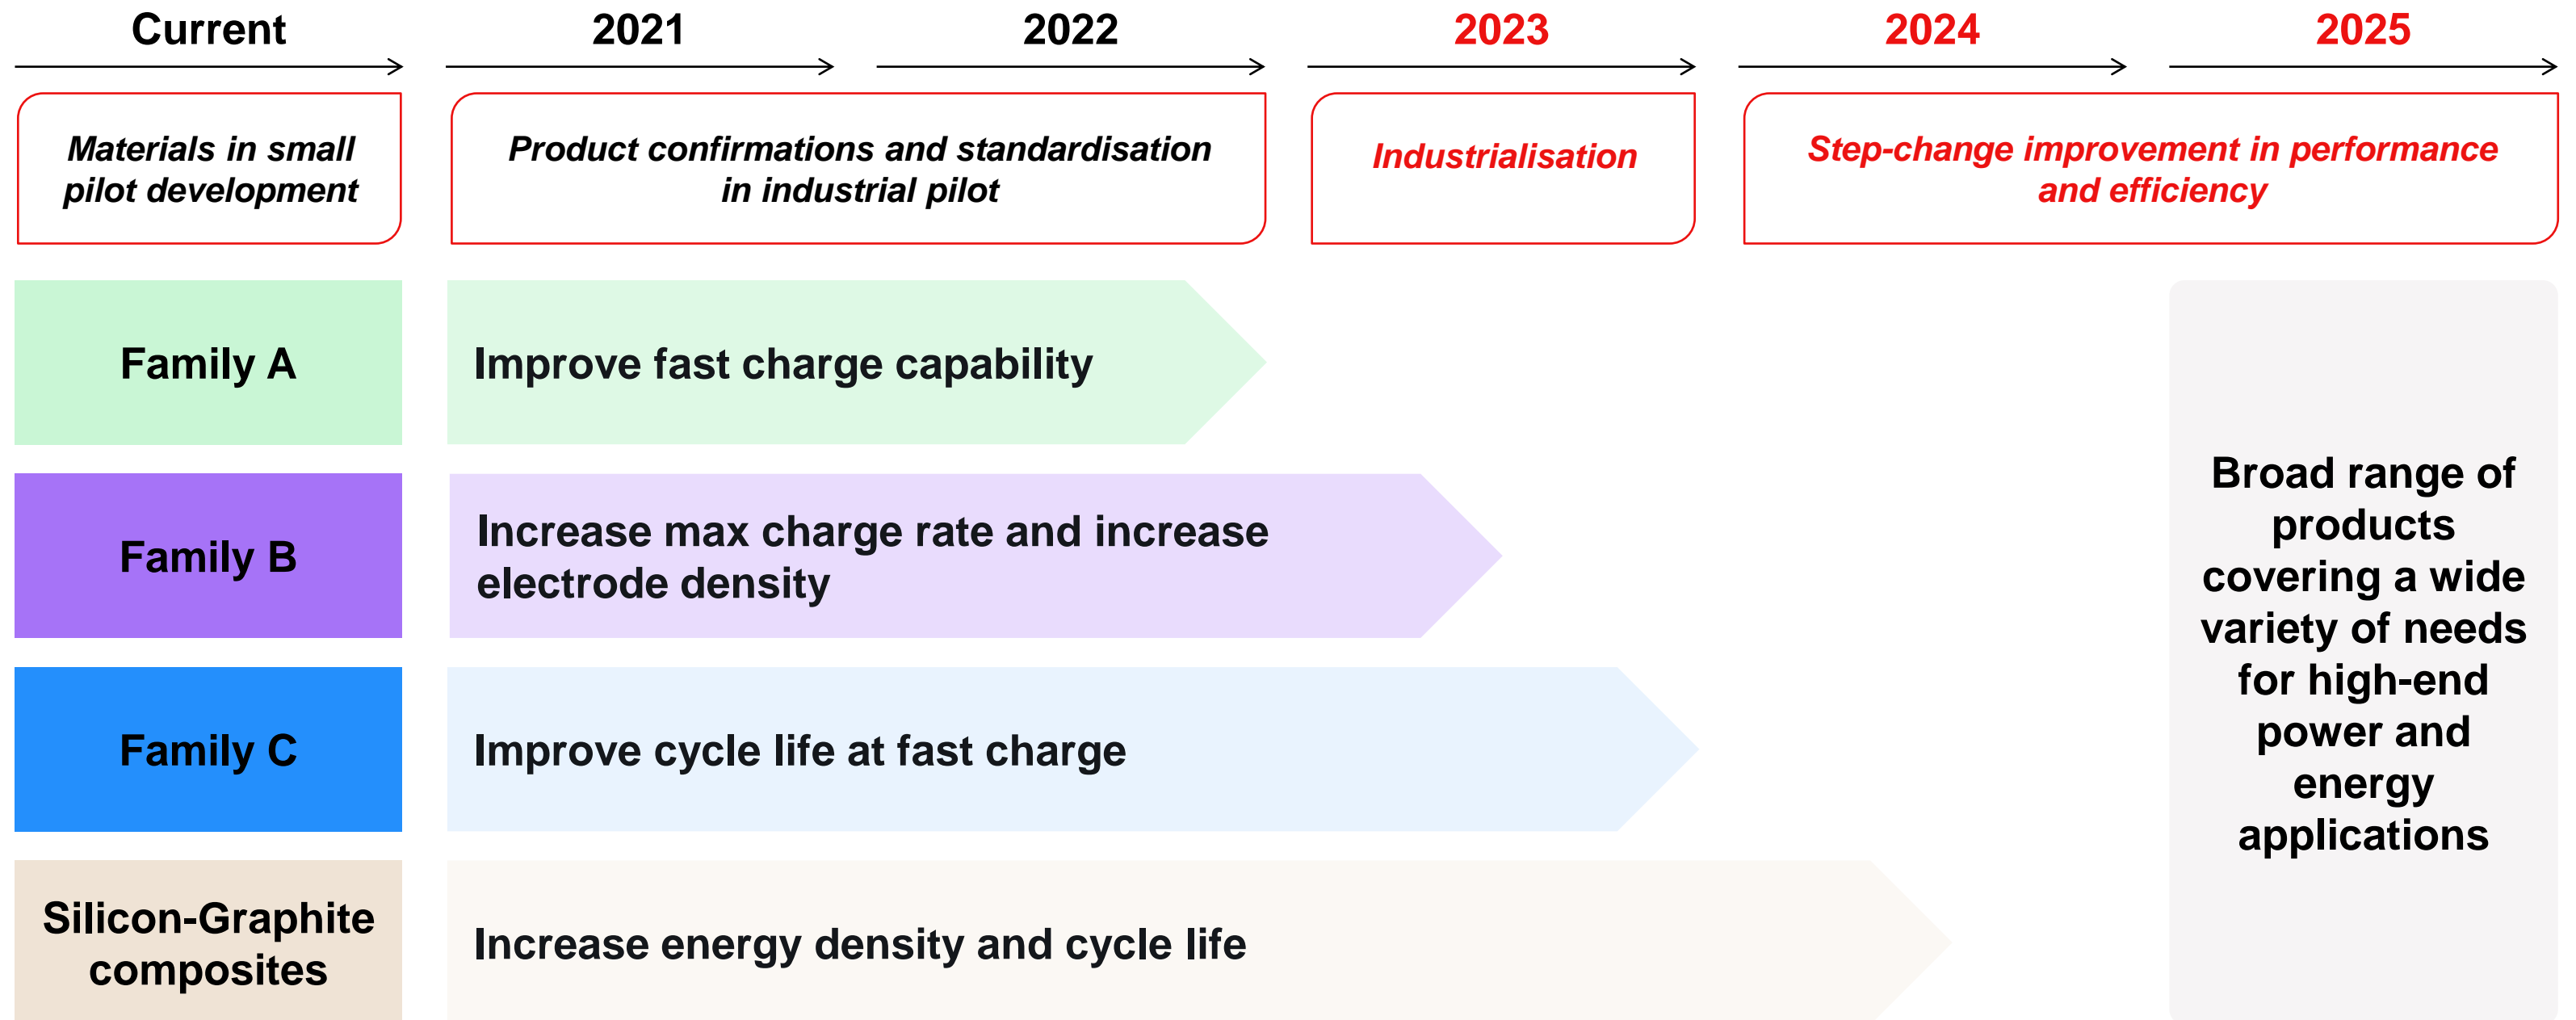 Current
2021
2022
2023
2024
2025
Materials in small
pilot development
Product confirmations and standardisation
in industrial pilot
Industrialisation
Step-change improvement in performance
and efficiency
Family A
Improve fast charge capability
Family B
Increase max charge rate and increase
electrode density
Family C
Improve cycle life at fast charge
Silicon-Graphite
composites
Increase energy density and cycle life
Broad range of
products
covering a wide
variety of needs
for high-end
power and
energy
applications